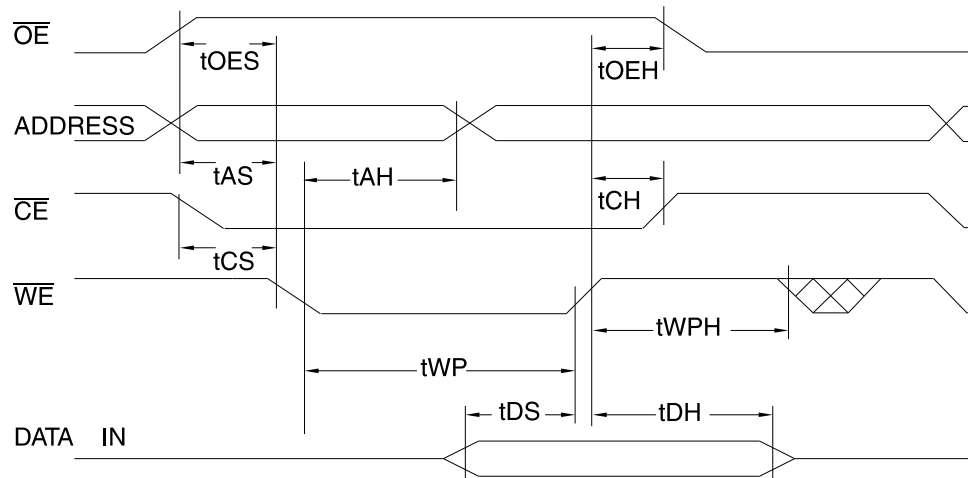 OE
tOES
tOEH
ADDRESS
tAS
tAH
CE
tCH
tCS
WE
tWPH
tWP
tDS
tDH
DATA IN